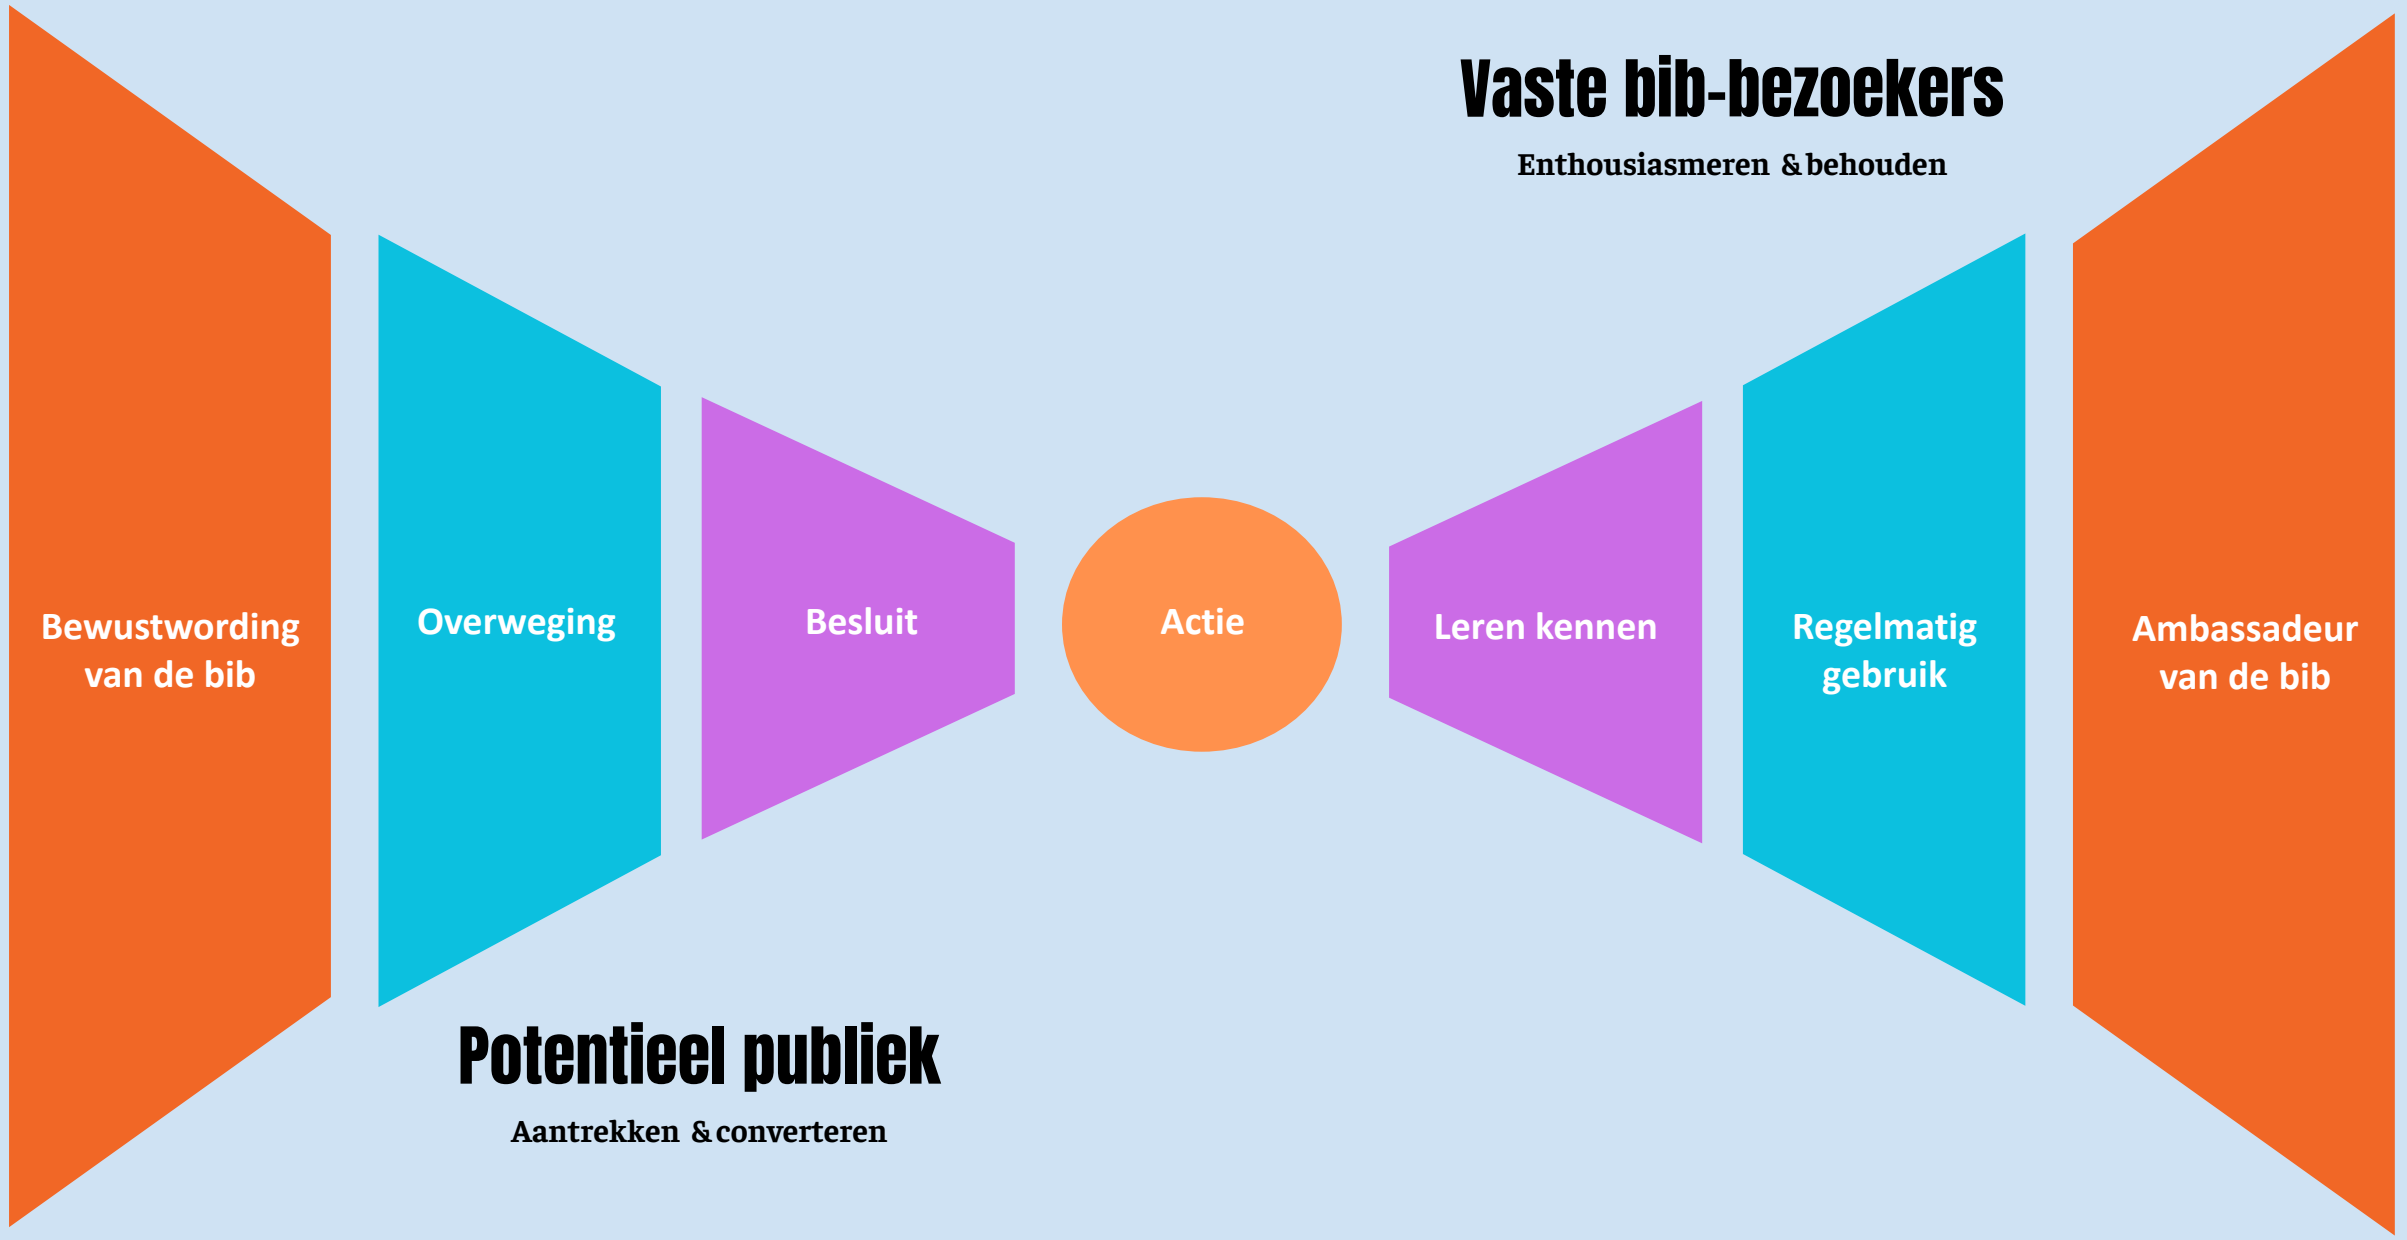 Vaste bib-bezoekers
Enthousiasmeren & behouden
Bewustwording
van de bib
Overweging
Besluit
Actie
Leren kennen
Regelmatig
gebruik
Ambassadeur
van de bib
Potentieel publiek
Aantrekken & converteren